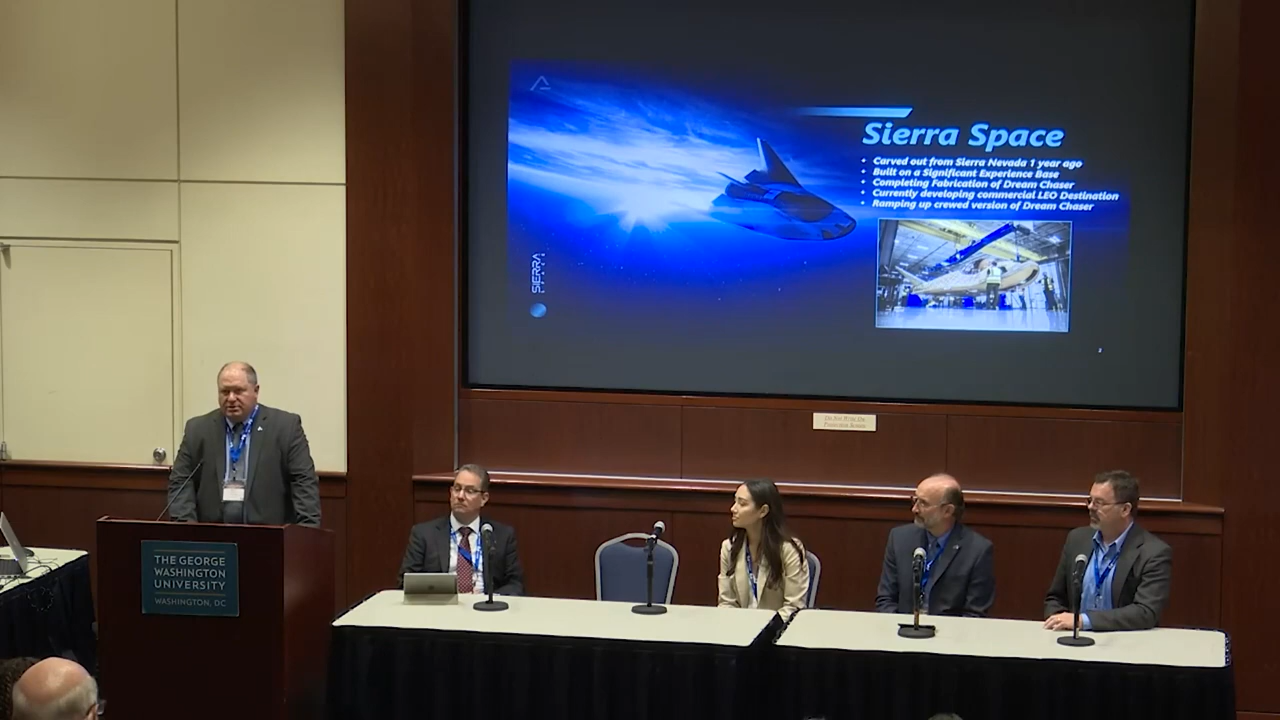 Sierra Space
• Carved out from Sierra Nevada 1 year ago
• Built on a Significant Experience Base
• Completing Fabrication of Dream Chaser
• Currently developing commercial LEO Destination
• Ramping up crewed version of Dream Chaser
SIERRA
SPACE
THE GEORGE
WASHINGTON
UNIVERSITY
WASHINGTON, DC